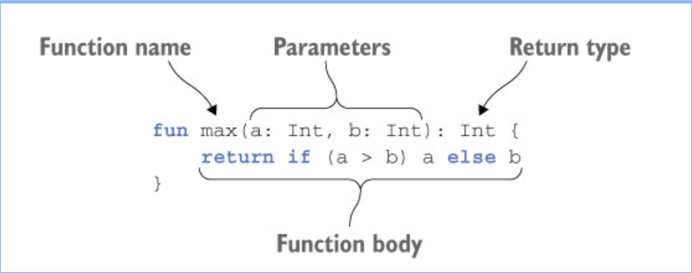 Function name Parameters Return type
fun max(a: Int, b: Int): Int {
return if (a > b) a else b
}
Function body